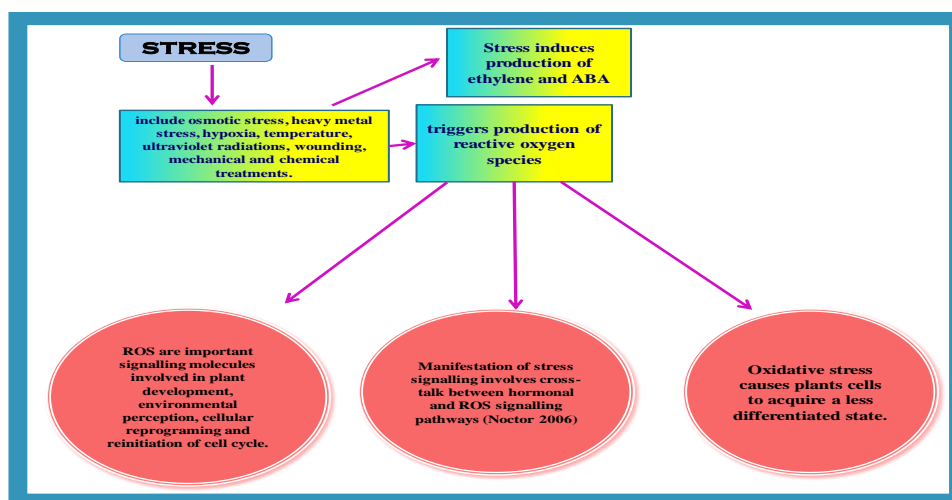 STRESS
Stress induces
production of
ethylene and ABA
include osmotic stress, heavy metal
stress, hypoxia, temperature,
ultraviolet radiations, wounding,
mechanical and chemical
treatments.
triggers production of
reactive oxygen
species
ROS are important
signalling molecules
involved in plant
development,
environmental
perception, cellular
reprograming and
reinitiation of cell cycle.
Manifestation of stress
signalling involves cross-
talk between hormonal
and ROS signalling
pathways (Noctor 2006)
Oxidative stress
causes plants cells
to acquire a less
differentiated state.